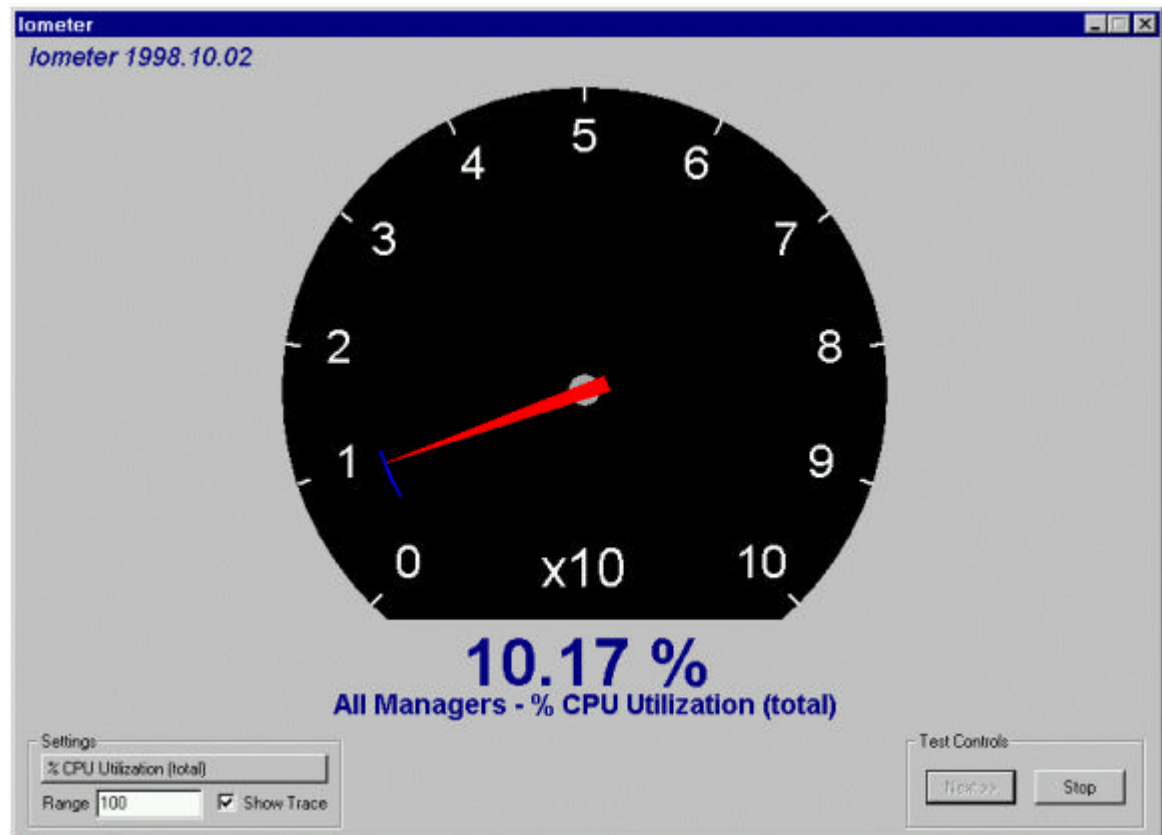 Iometer
Iometer 1998.10.02
5
4
6
3
7
2
8
1
9
0
x10
10
10.17 %
All Managers - % CPU Utilization (total)
Settings
% CPU Utilization (total)
Range 100
Show Trace
Test Controls
Next >>
Stop